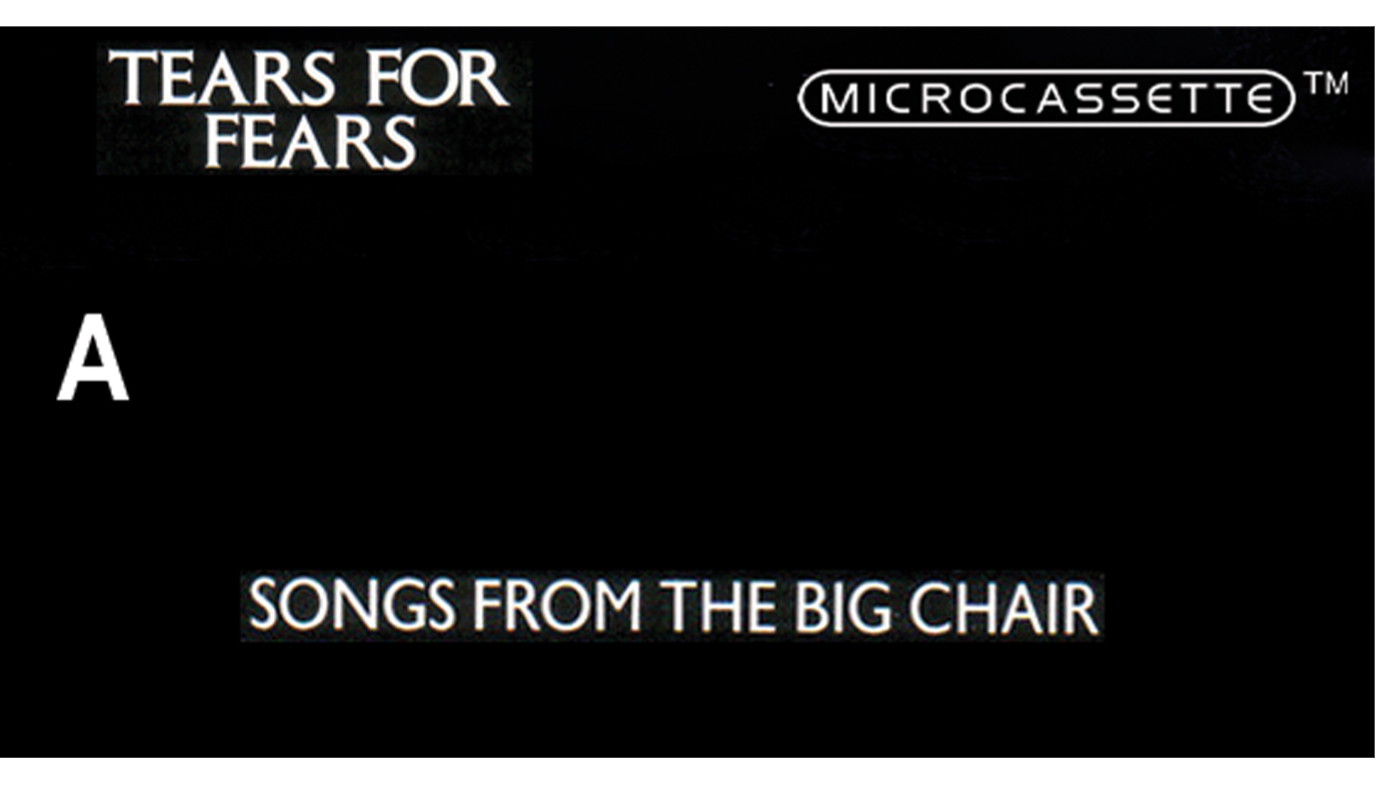 TEARS FOR
FEARS
MICROCASSETTE™
A
SONGS FROM THE BIG CHAIR